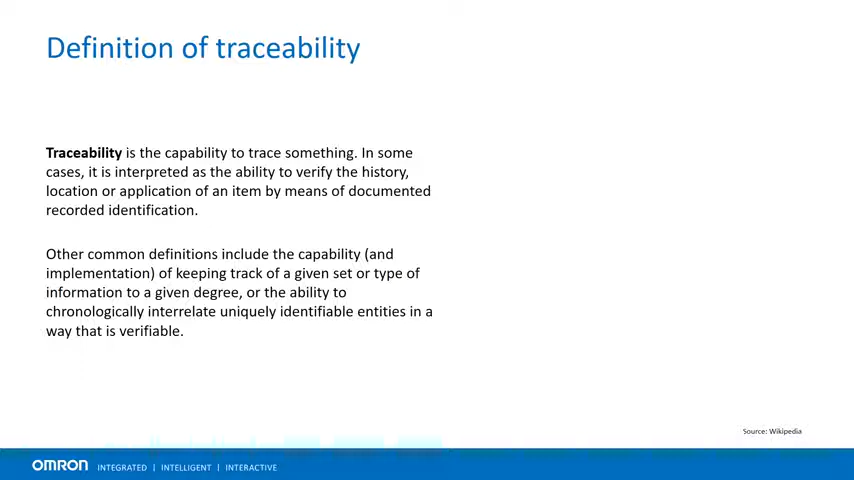 Definition of traceability
Traceability is the capability to trace something. In some
cases, it is interpreted as the ability to verify the history,
location or application of an item by means of documented
recorded identification.
Other common definitions include the capability (and
implementation) of keeping track of a given set or type of
information to a given degree, or the ability to
chronologically interrelate uniquely identifiable entities in a
way that is verifiable.
Source: Wikipedia
OMRON INTEGRATED | INTELLIGENT | INTERACTIVE